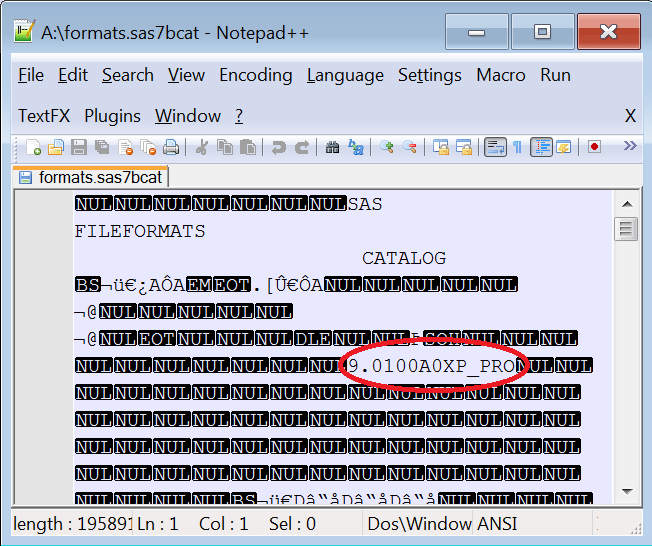 A:\formats.sas7bcat - Notepad++
File Edit Search View Encoding Language Settings Macro Run
TextFX Plugins Window ? X
formats.sas7bcat
NULNULNULNULNULNULNULSAS
FILEFORMATS
CATALOG
BS¬ü€¿AÔAEMEOT.[Û€ÔANULNULNULNULNUL
¬@NULNULNULNULNUL
¬@NULEOTNULNULNULDLENULNUL SOHNULNULNUL
NULNULNULNULNULNULNUL9.0100A0XP_PRONULNUL
NULNULNULNULNULNULNULNULNULNULNULNULNUL
NULNULNULNULNULNULNULNULNULNULNULNULNUL
NULNULNULNULNULNULNULNULNULNULNULNULNUL
NULNULNULNULNULNULNULNULNULNULNULNULNUL
NULNULNULNULBS¬ü€Dâ“åDâ“åDâ“åNULNULNULNUL
length : 195891 Ln : 1 Col : 1 Sel : 0 Dos\Window ANSI